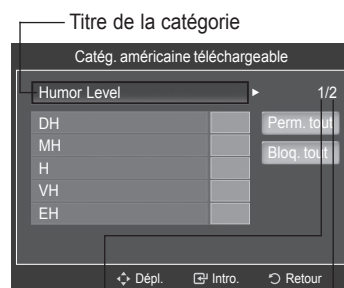 Titre de la catégorie
Catég. américaine téléchargeable
Humor Level ► 1/2
DH
Perm. tout
MH
Bloq. tout
H
VH
EH
Dépl. Intro. Retour